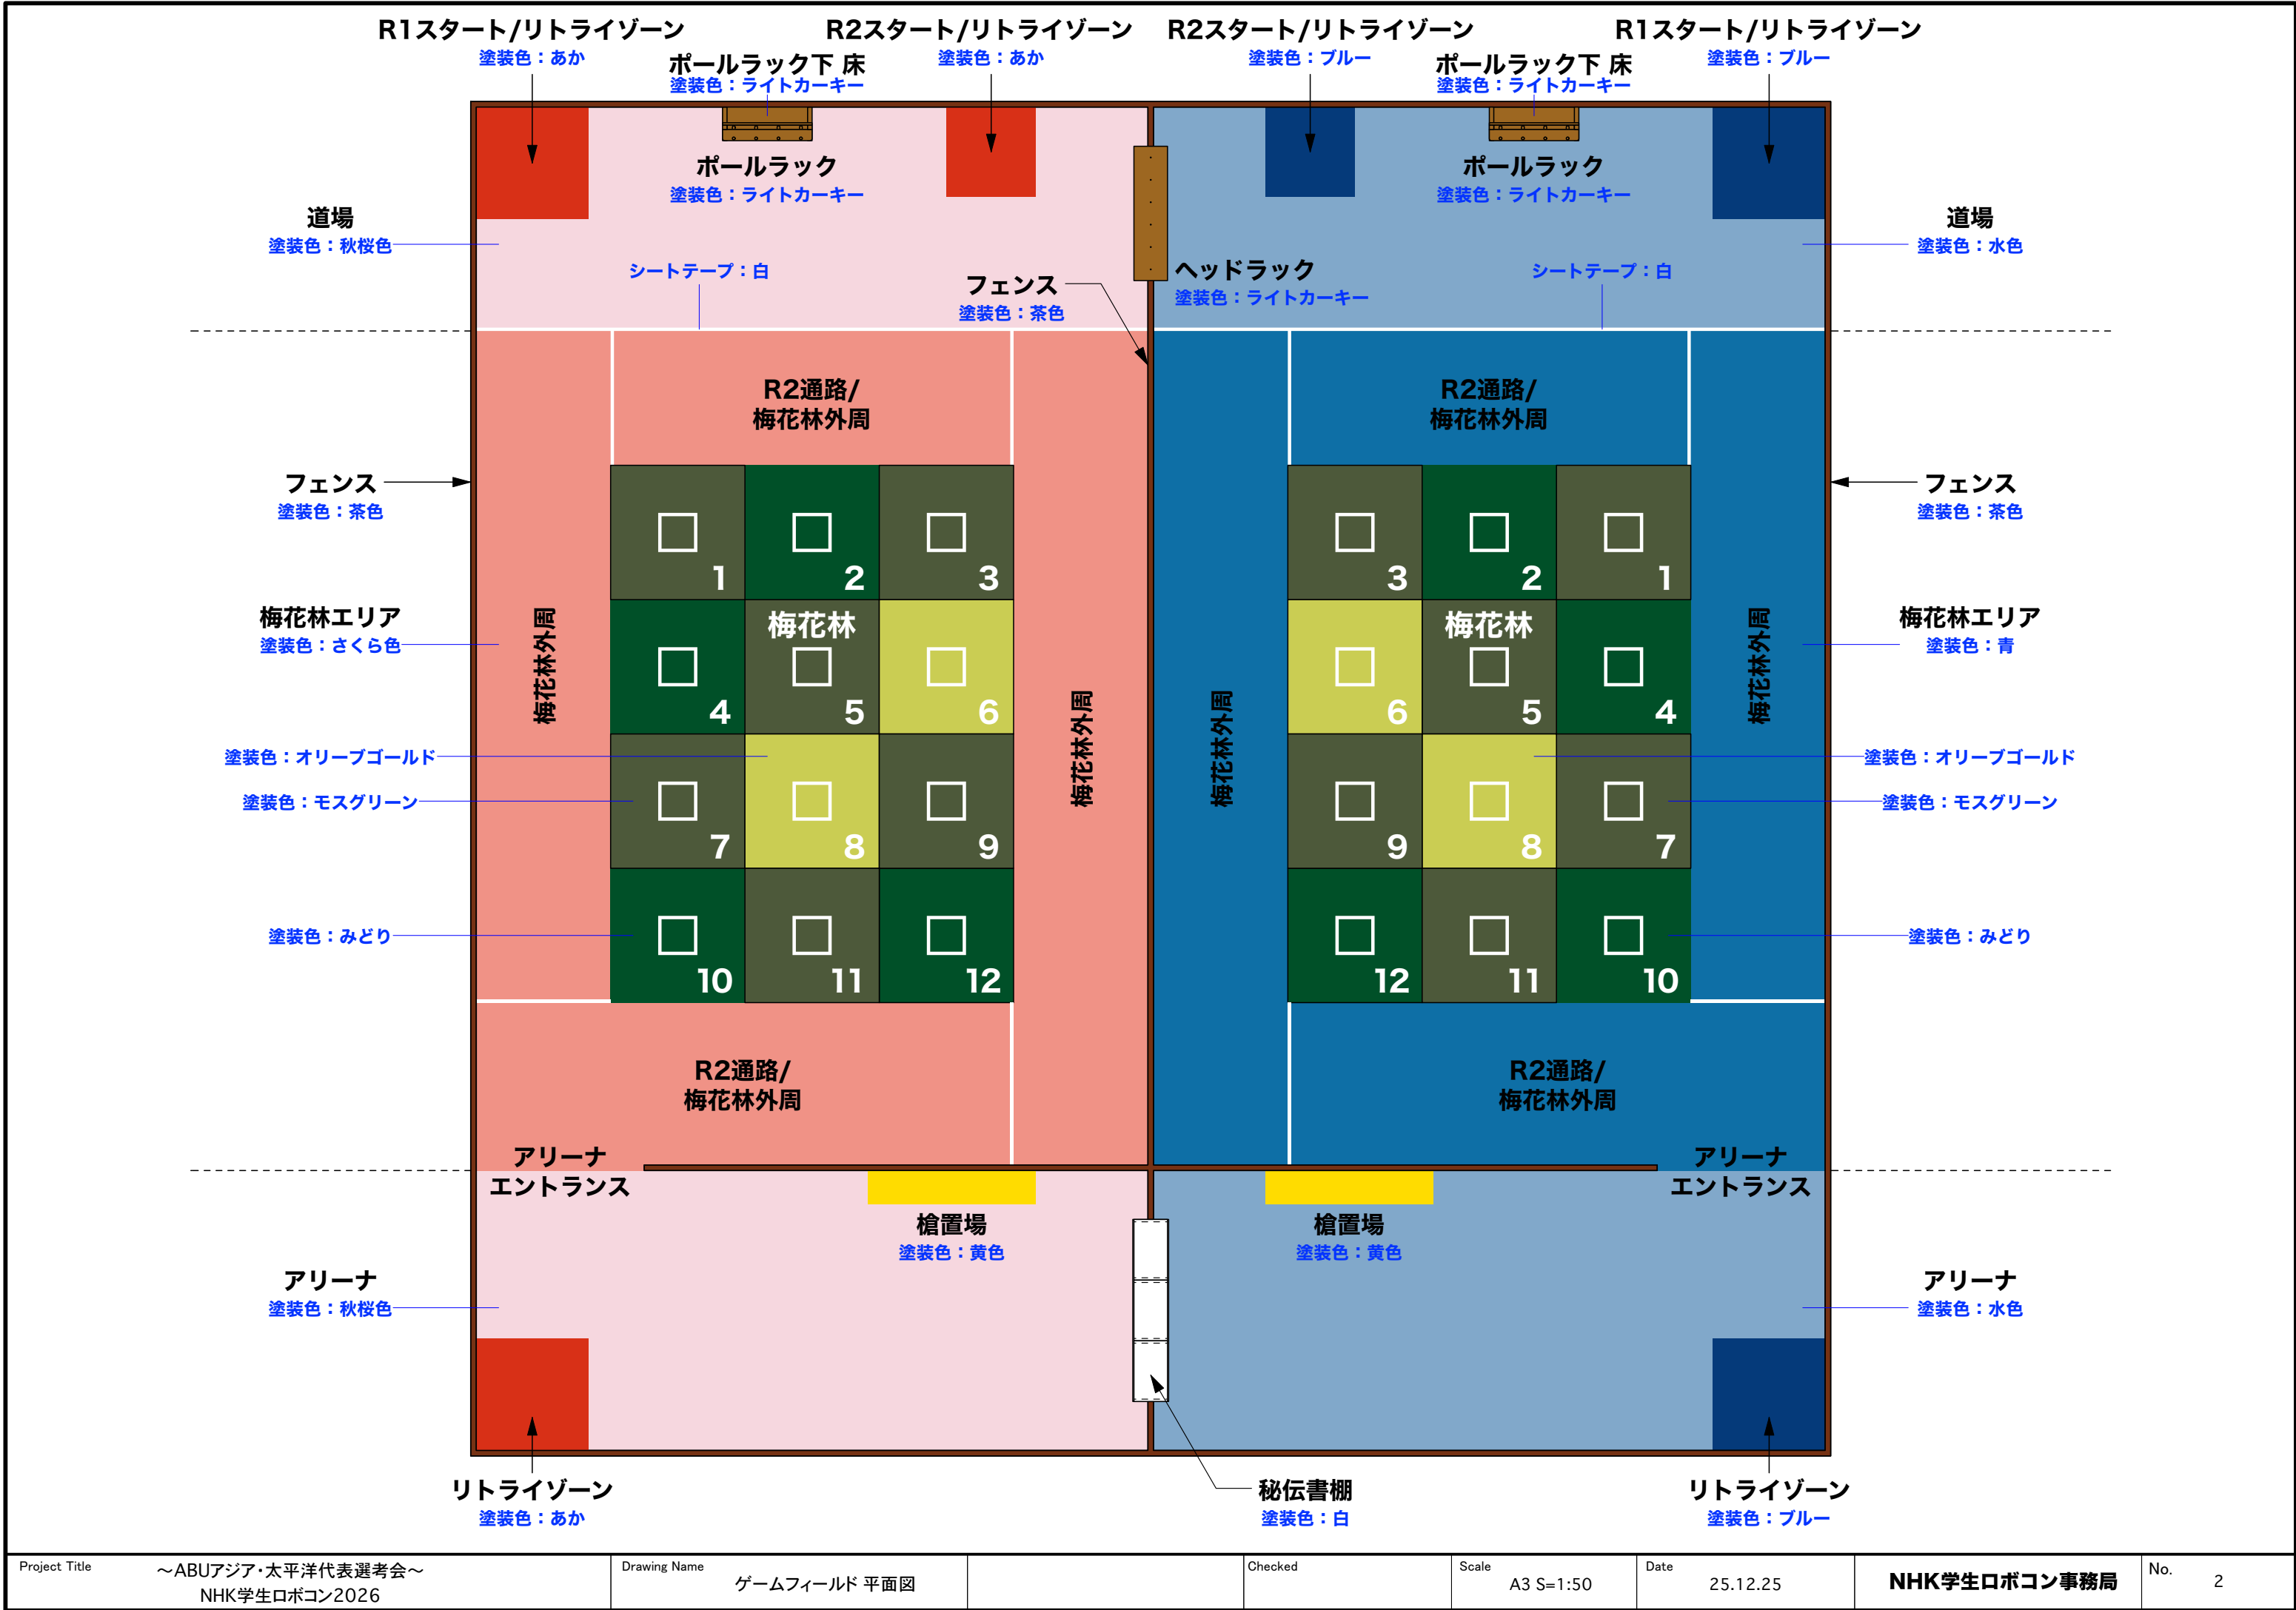 R1スタート/リトライゾーン
塗装色：あか
ポールラック下 床
塗装色：ライトカーキー
R2スタート/リトライゾーン
塗装色：あか
R2スタート/リトライゾーン
塗装色：ブルー
ポールラック下 床
塗装色：ライトカーキー
R1スタート/リトライゾーン
塗装色：ブルー
ポールラック
塗装色：ライトカーキー
ポールラック
塗装色：ライトカーキー
道場
塗装色：秋桜色
道場
塗装色：水色
シートテープ：白
フェンス
塗装色：茶色
ヘッドラック
塗装色：ライトカーキー
シートテープ：白
R2通路/
梅花林外周
R2通路/
梅花林外周
フェンス
塗装色：茶色
フェンス
塗装色：茶色
1
2
3
3
2
1
梅花林エリア
塗装色：さくら色
梅花林外周
梅花林
4
5
6
梅花林外周
梅花林外周
梅花林
6
5
4
梅花林外周
梅花林エリア
塗装色：青
塗装色：オリーブゴールド
塗装色：モスグリーン
7
8
9
9
8
7
塗装色：オリーブゴールド
塗装色：モスグリーン
塗装色：みどり
10
11
12
12
11
10
塗装色：みどり
R2通路/
梅花林外周
R2通路/
梅花林外周
アリーナ
エントランス
アリーナ
エントランス
槍置場
塗装色：黄色
槍置場
塗装色：黄色
アリーナ
塗装色：秋桜色
アリーナ
塗装色：水色
リトライゾーン
塗装色：あか
秘伝書棚
塗装色：白
リトライゾーン
塗装色：ブルー
Project Title
～ABUアジア・太平洋代表選考会～
NHK学生ロボコン2026
Drawing Name
ゲームフィールド 平面図
Checked
Scale
A3 S=1:50
Date
25.12.25
NHK学生ロボコン事務局
No.
2